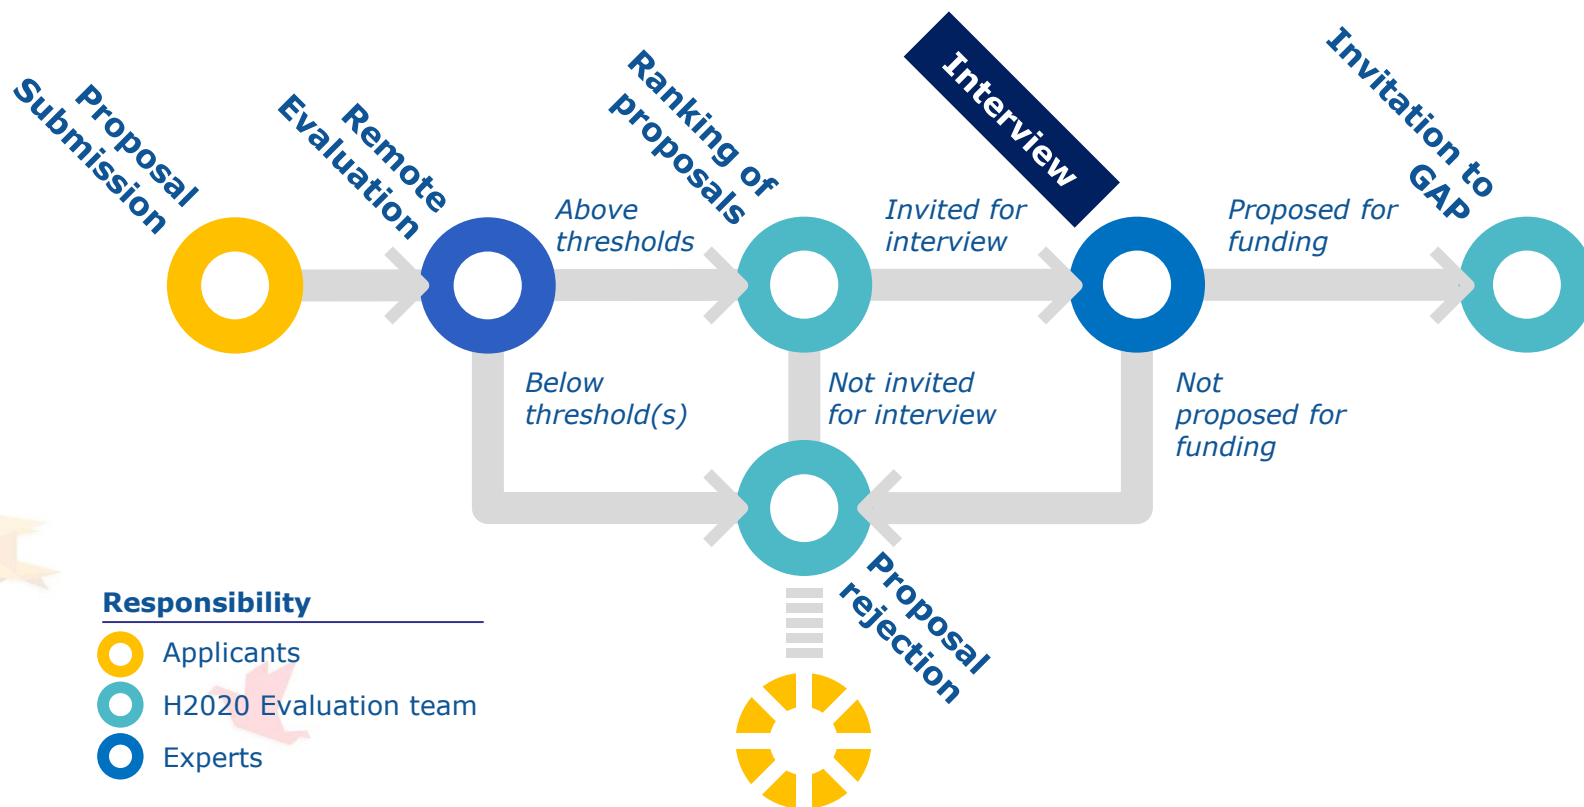 Proposal
Submission
Remote
Evaluation
Ranking of
proposals
Interview
Invitation to
GAP
Above
thresholds
Invited for
interview
Proposed for
funding
Below
threshold(s)
Not invited
for interview
Not
proposed for
funding
Proposal
rejection
Responsibility
Applicants
H2020 Evaluation team
Experts